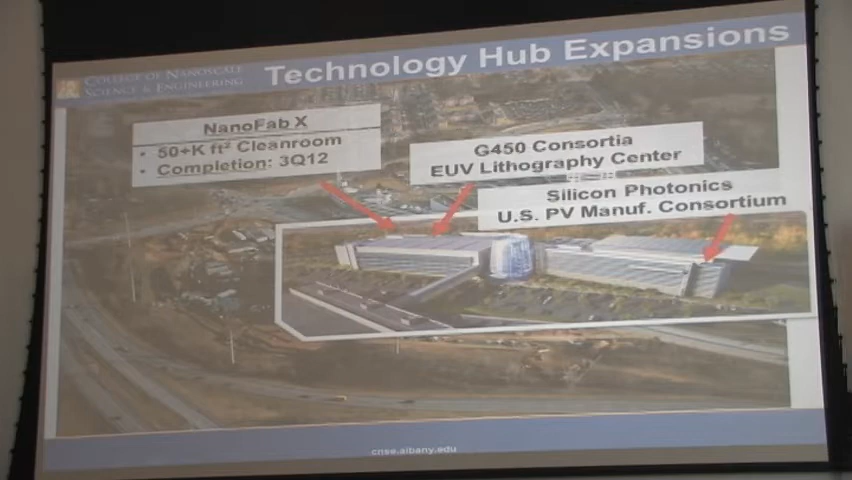 COLLEGE OF NANOSCALE
SCIENCE & ENGINEERING
Technology Hub Expansions
NanoFab X
• 50+K ft² Cleanroom
• Completion: 3Q12
G450 Consortia
EUV Lithography Center
Silicon Photonics
U.S. PV Manuf. Consortium
cnse.albany.edu